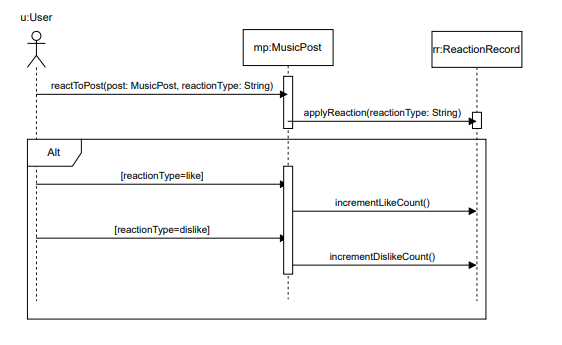 u:User
mp:MusicPost
rr:ReactionRecord
reactToPost(post: MusicPost, reactionType: String)
applyReaction(reactionType: String)
Alt
[reactionType=like]
incrementLikeCount()
[reactionType=dislike]
incrementDislikeCount()